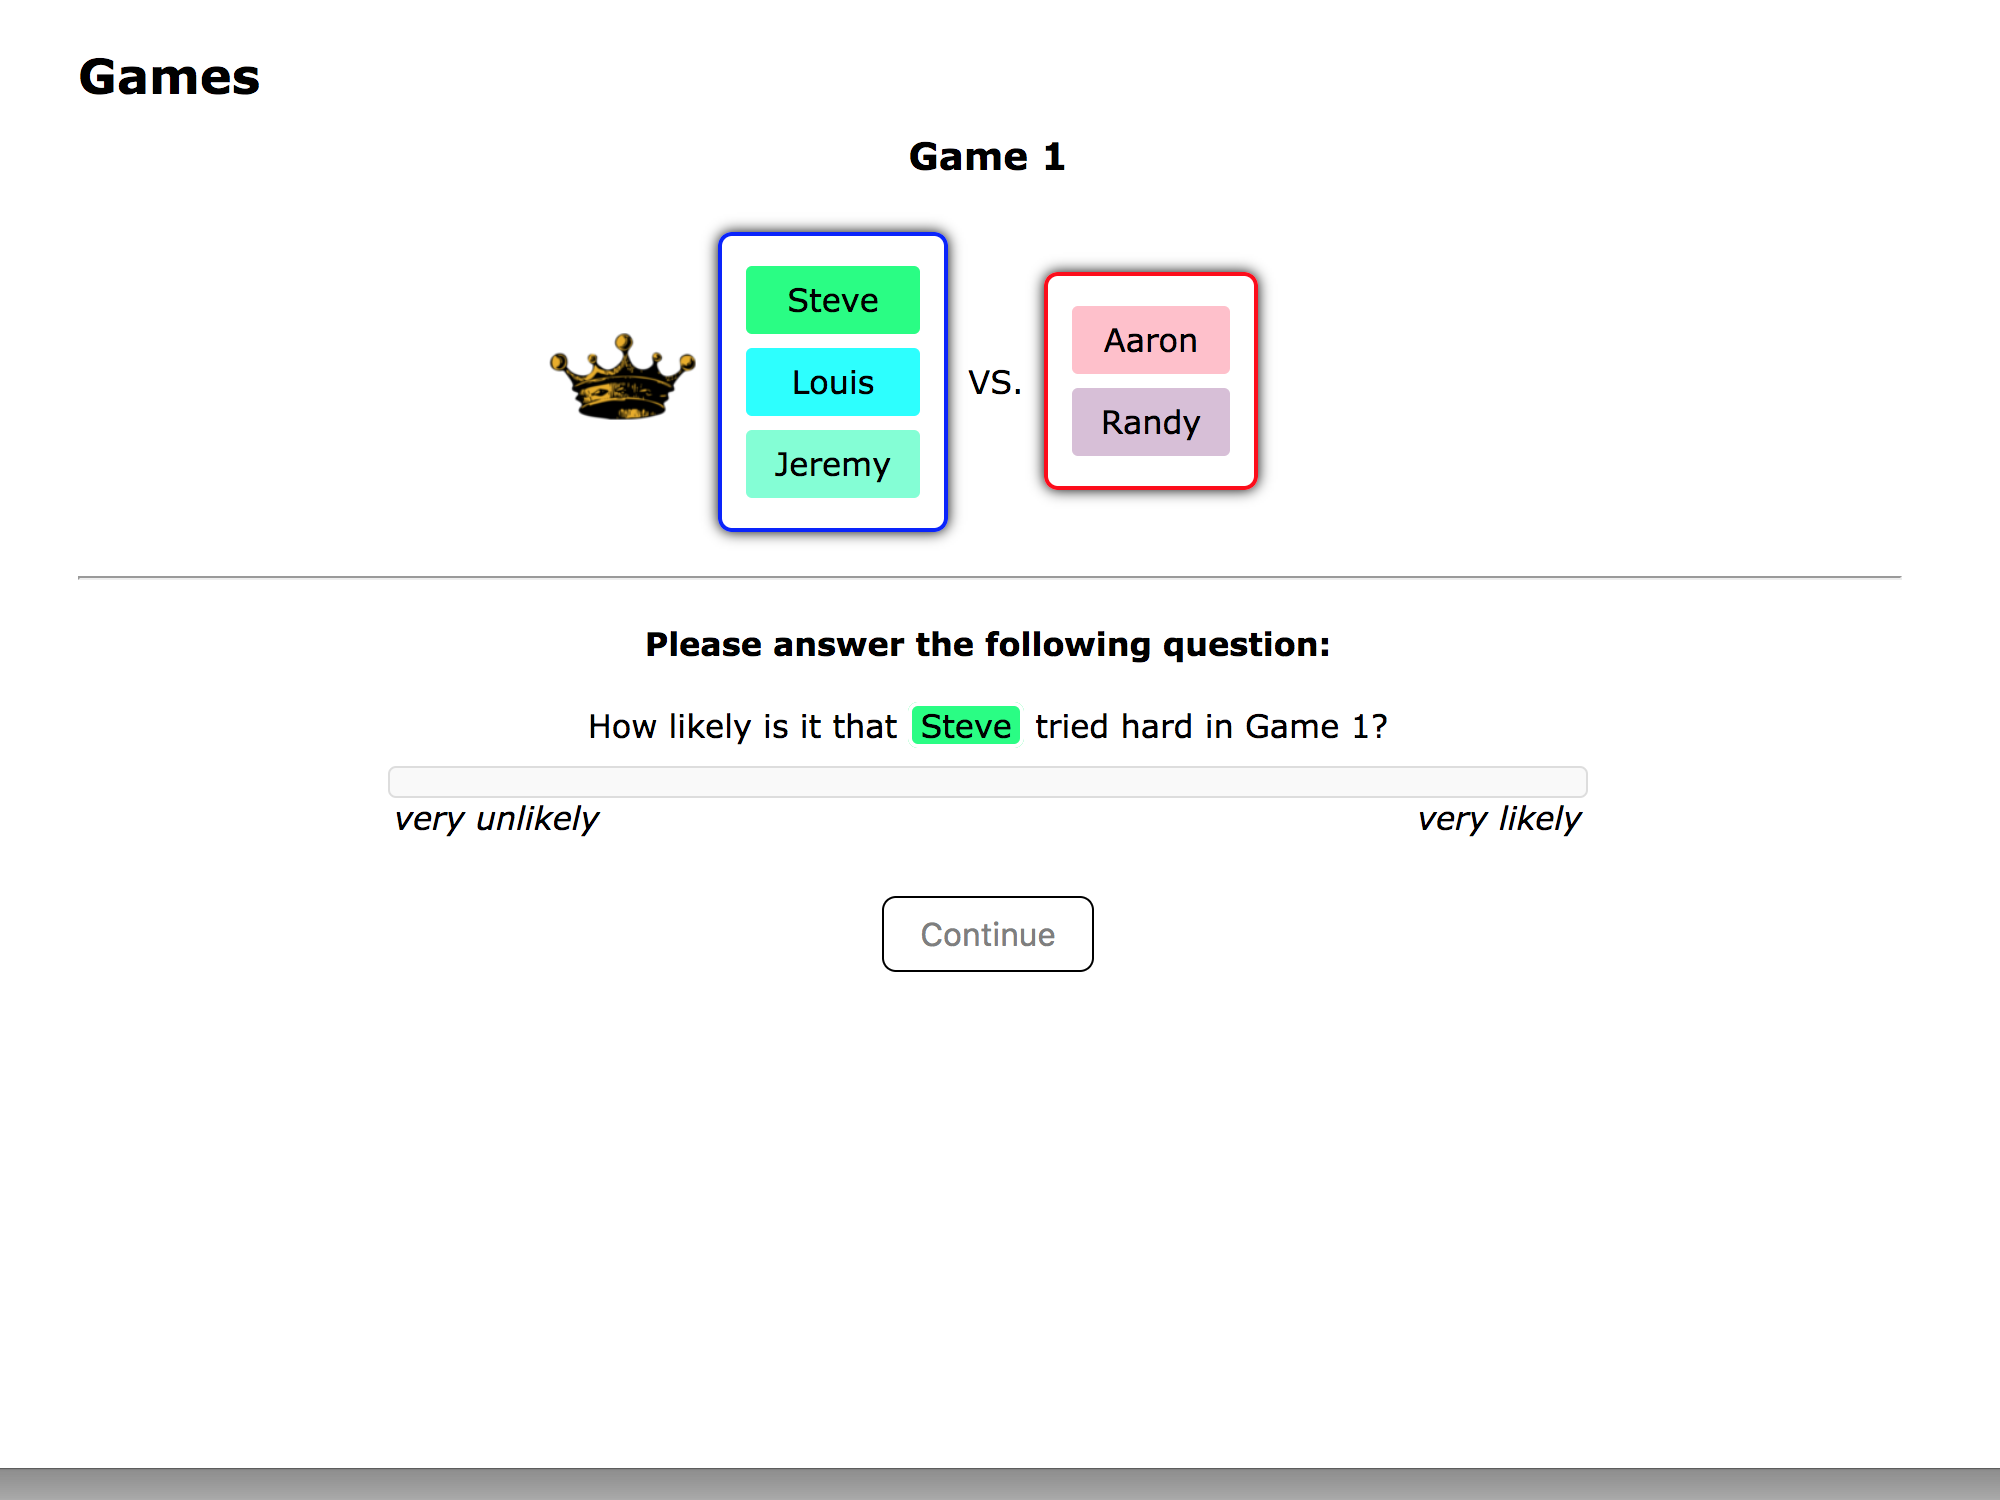 Games
Game 1
Steve
Louis
Jeremy
vs.
Aaron
Randy
Please answer the following question:
How likely is it that Steve tried hard in Game 1?
very unlikely
very likely
Continue